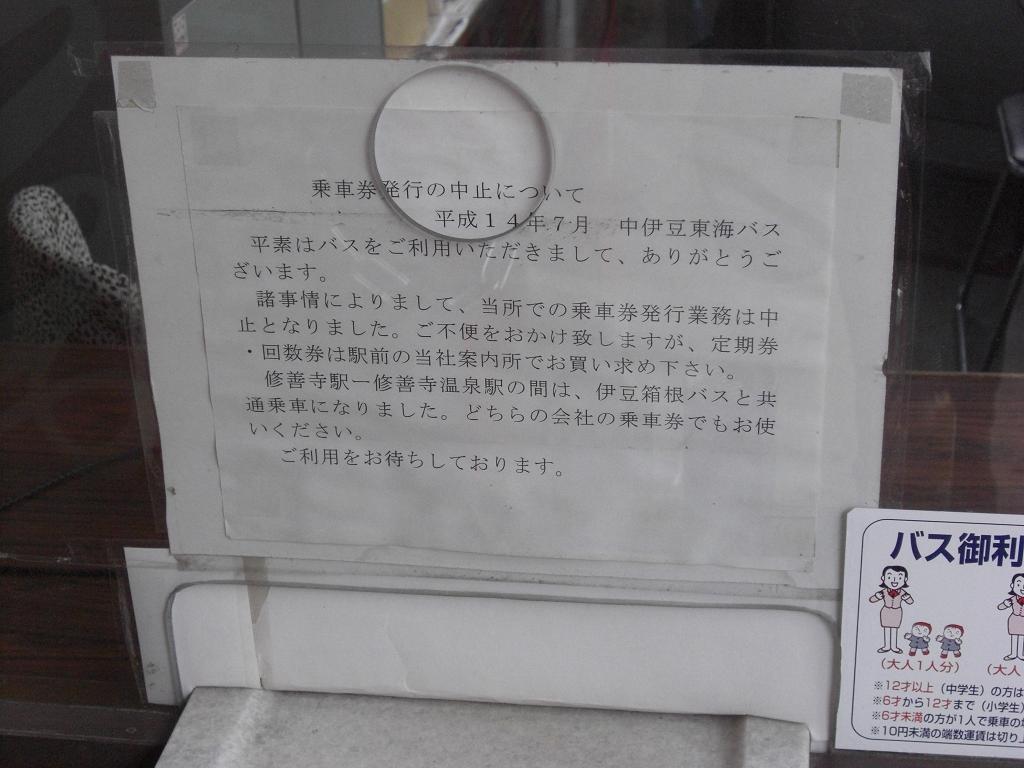 乗車券発行の中止について
平成14年7月　中伊豆東海バス
平素はバスをご利用いただきまして、ありがとうご
ざいます。
諸事情によりまして、当所での乗車券発行業務は中
止となりました。ご不便をおかけ致しますが、定期券
・回数券は駅前の当社案内所でお買い求め下さい。
修善寺駅ー修善寺温泉駅の間は、伊豆箱根バスと共
通乗車になりました。どちらの会社の乗車券でもお使
いください。
ご利用をお待ちしております。
バス御利
(大人1人分) (大人
※12才以上（中学生）の方は
※6才から12才まで（小学生）
※6才未満の方が1人で乗車の
※10円未満の端数運賃は切り